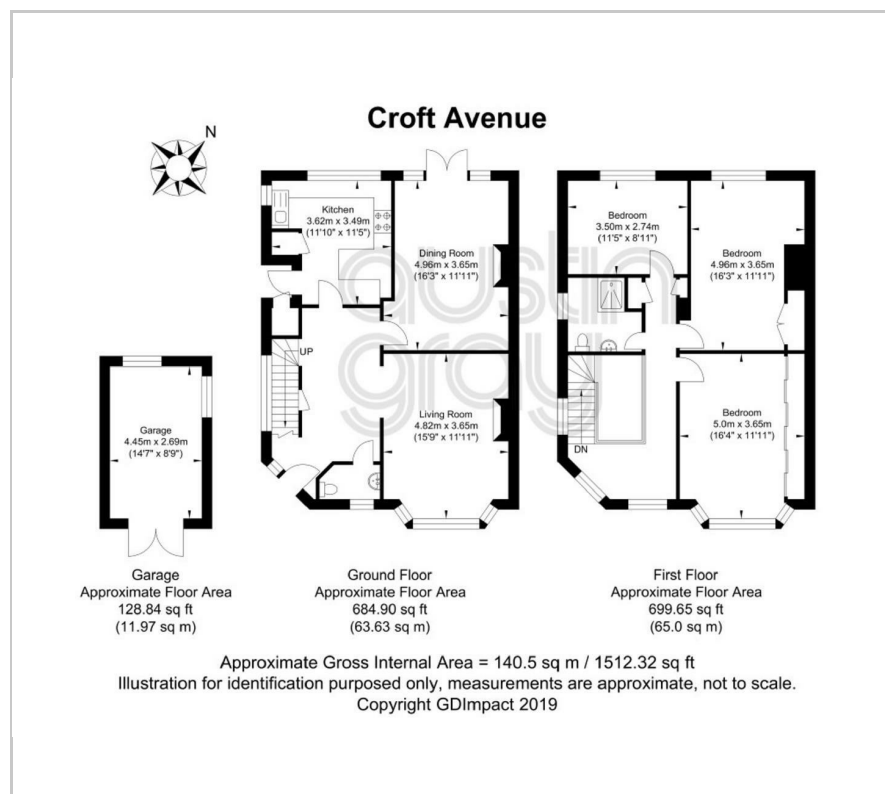 Croft Avenue
N
Kitchen
3.62m x 3.49m
(11'10" x 11'5")
Dining Room
4.96m x 3.65m
(16'3" x 11'11")
UP
Living Room
4.82m x 3.65m
(15'9" x 11'11")
Bedroom
3.50m x 2.74m
(11'5" x 8'11")
Bedroom
4.96m x 3.65m
(16'3" x 11'11")
Bedroom
5.0m x 3.65m
(16'4" x 11'11")
DN
Garage
4.45m x 2.69m
(14'7" x 8'9")
austin
gray
Garage
Approximate Floor Area
128.84 sq ft
(11.97 sq m)
Ground Floor
Approximate Floor Area
684.90 sq ft
(63.63 sq m)
First Floor
Approximate Floor Area
699.65 sq ft
(65.0 sq m)
Approximate Gross Internal Area = 140.5 sq m / 1512.32 sq ft
Illustration for identification purposed only, measurements are approximate, not to scale.
Copyright GDImpact 2019